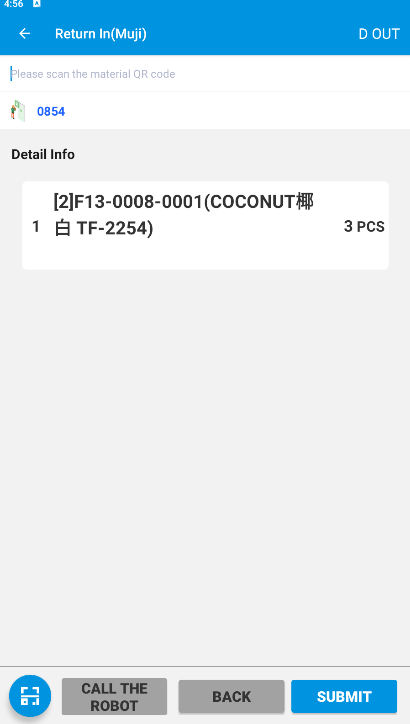 4:56 A
Return In(Muji)
D OUT
Please scan the material QR code
0854
Detail Info
1 [2]F13-0008-0001(COCONUT椰
白 TF-2254)
3 PCS
CALL THE
ROBOT
BACK
SUBMIT